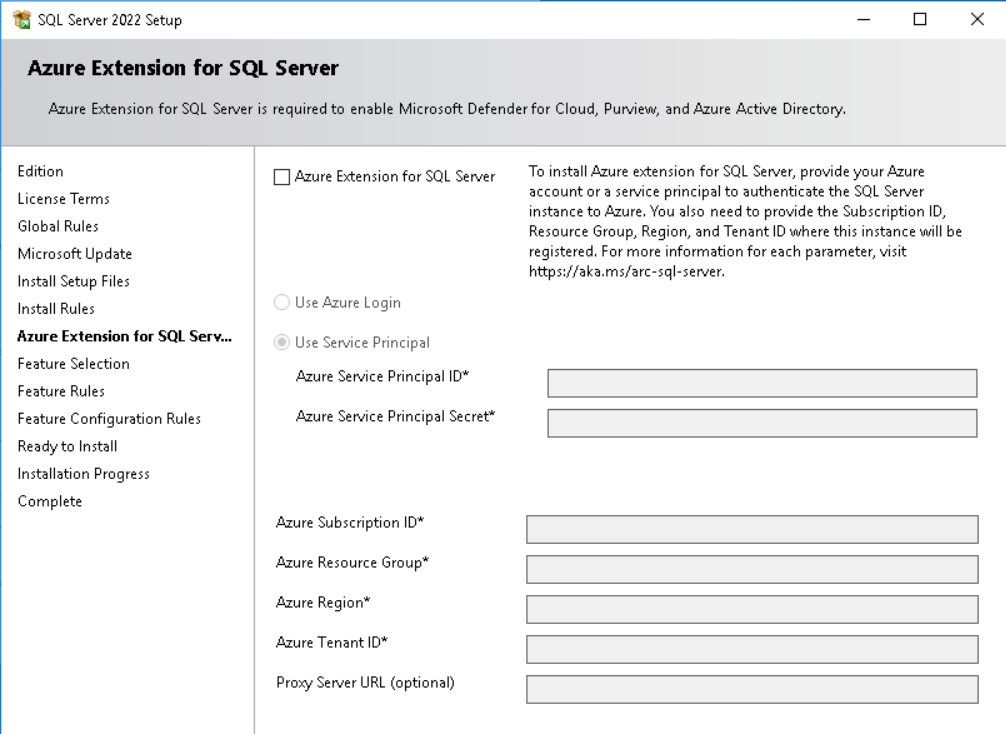 SQL Server 2022 Setup
Azure Extension for SQL Server
Azure Extension for SQL Server is required to enable Microsoft Defender for Cloud, Purview, and Azure Active Directory.
Edition
License Terms
Global Rules
Microsoft Update
Install Setup Files
Install Rules
Azure Extension for SQL Serv...
Feature Selection
Feature Rules
Feature Configuration Rules
Ready to Install
Installation Progress
Complete
Azure Extension for SQL Server
To install Azure extension for SQL Server, provide your Azure
account or a service principal to authenticate the SQL Server
instance to Azure. You also need to provide the Subscription ID,
Resource Group, Region, and Tenant ID where this instance will be
registered. For more information for each parameter, visit
https://aka.ms/arc-sql-server.
Use Azure Login
Use Service Principal
Azure Service Principal ID*
Azure Service Principal Secret*
Azure Subscription ID*
Azure Resource Group*
Azure Region*
Azure Tenant ID*
Proxy Server URL (optional)